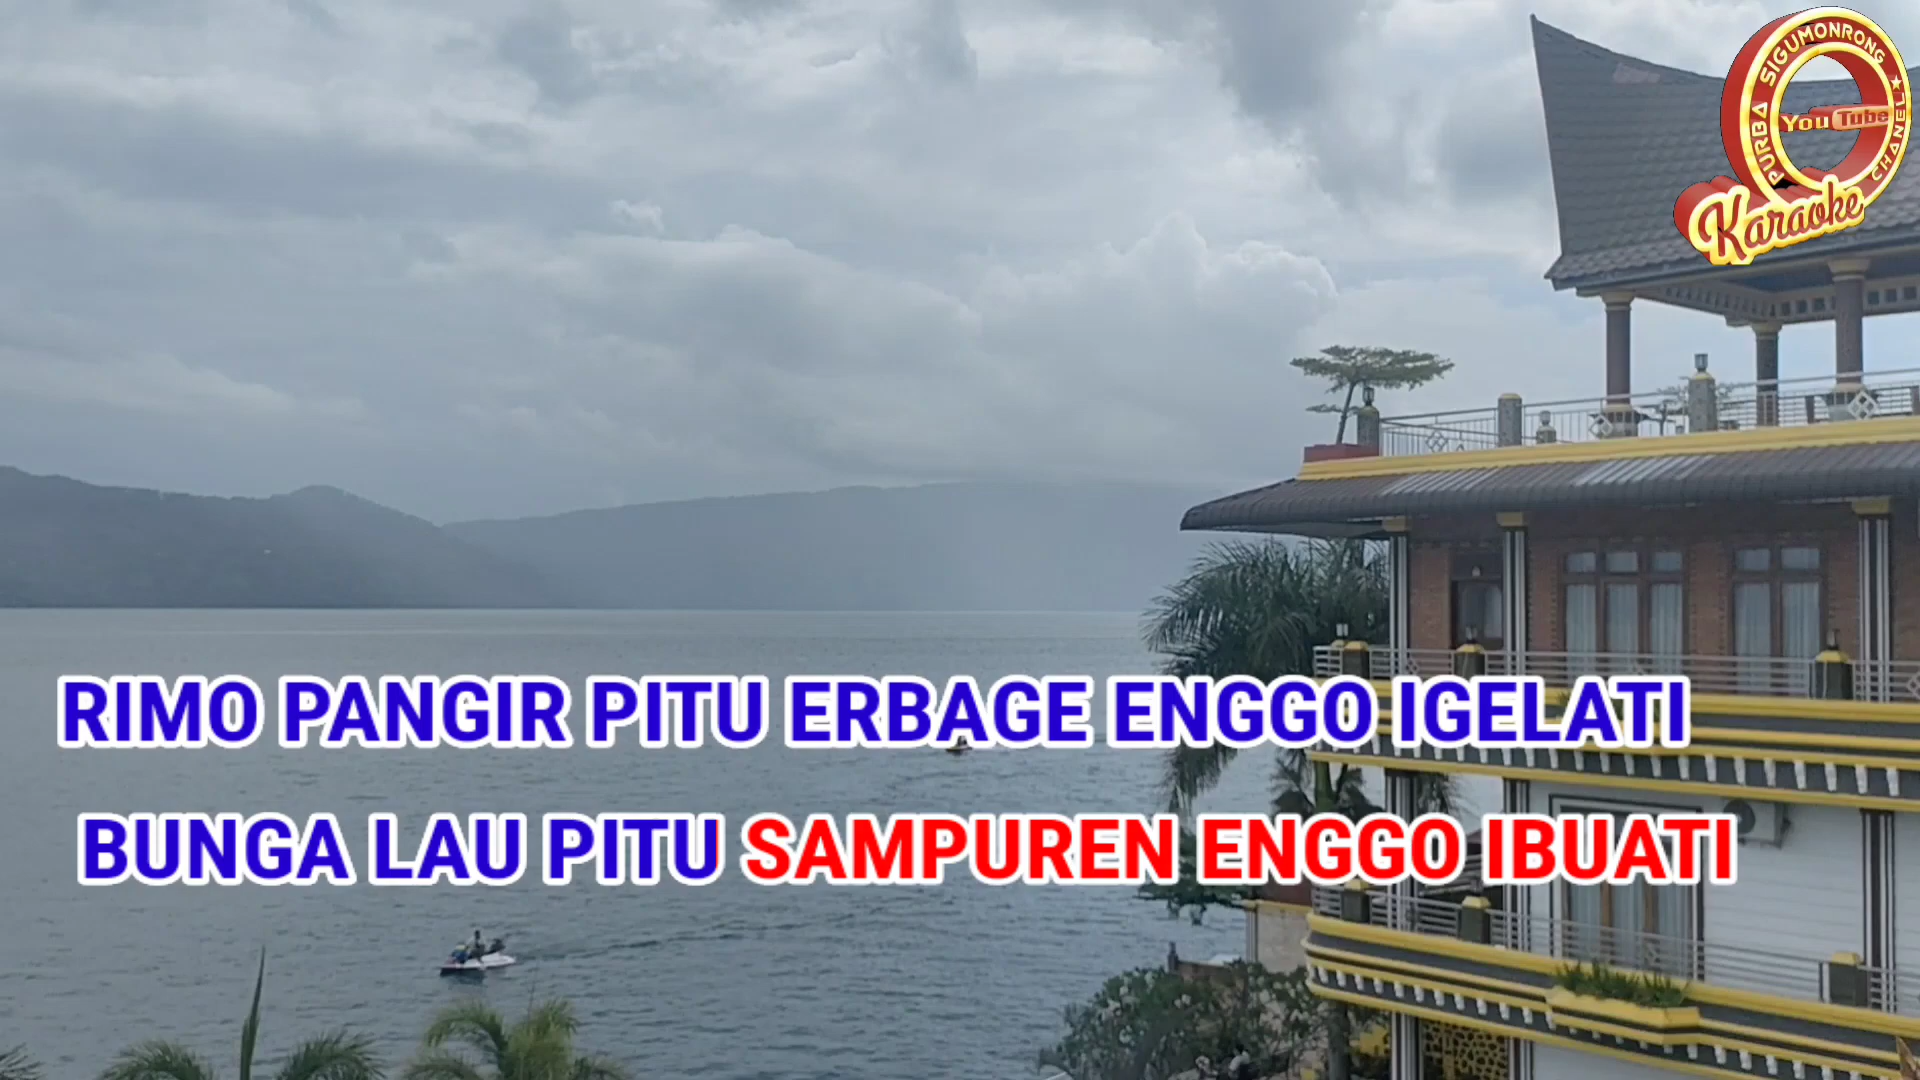 PURBA SIGUMONRONG ★ CHANEL
YouTube
Karaoke
RIMO PANGIR PITU ERBAGE ENGGO IGELATI
BUNGA LAU PITU SAMPUREN ENGGO IBUATI